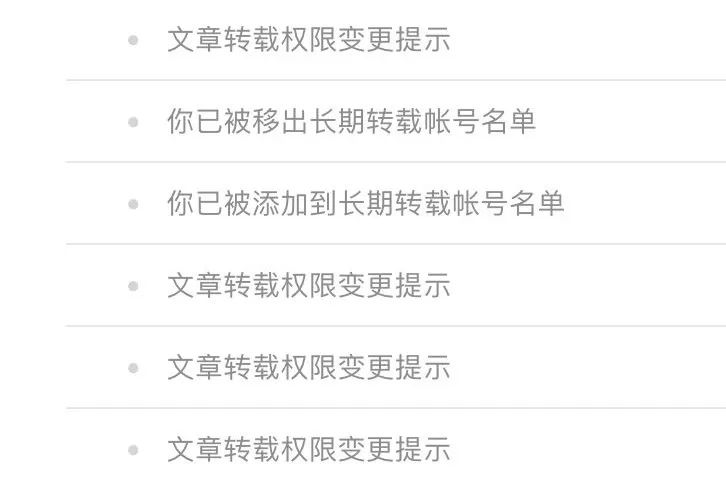 文章转载权限变更提示
你已被移出长期转载帐号名单
你已被添加到长期转载帐号名单
文章转载权限变更提示
文章转载权限变更提示
文章转载权限变更提示